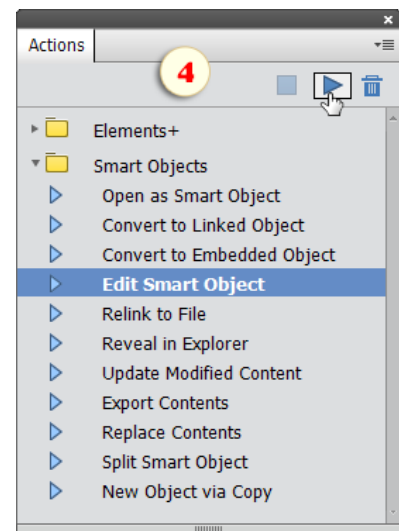 Actions
4
Elements+
Smart Objects
Open as Smart Object
Convert to Linked Object
Convert to Embedded Object
Edit Smart Object
Relink to File
Reveal in Explorer
Update Modified Content
Export Contents
Replace Contents
Split Smart Object
New Object via Copy